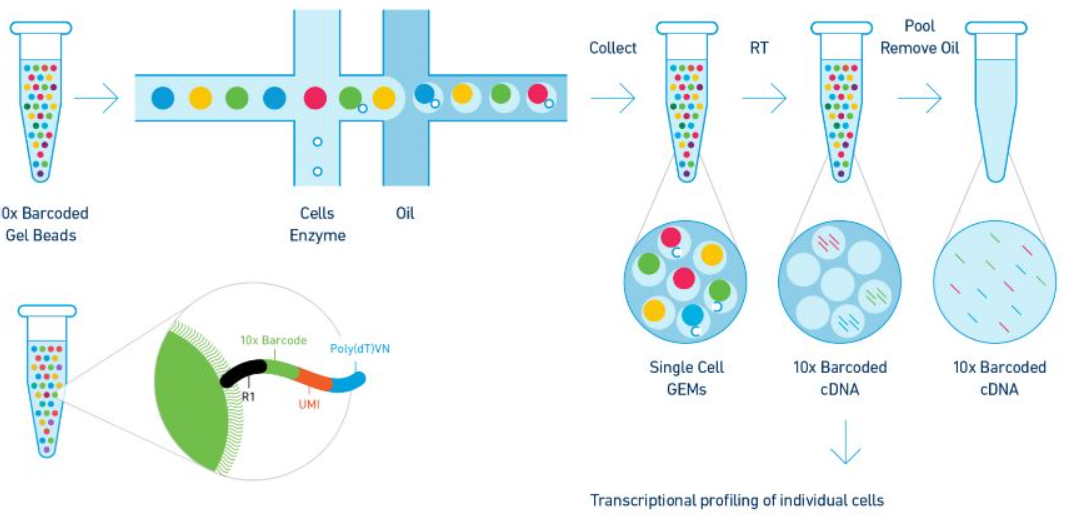 Collect
RT
Pool
Remove Oil
0x Barcoded
Gel Beads
Cells
Enzyme
Oil
10x Barcode
Poly(dT)VN
R1
UMI
Single Cell
GEMs
10x Barcoded
cDNA
10x Barcoded
cDNA
Transcriptional profiling of individual cells